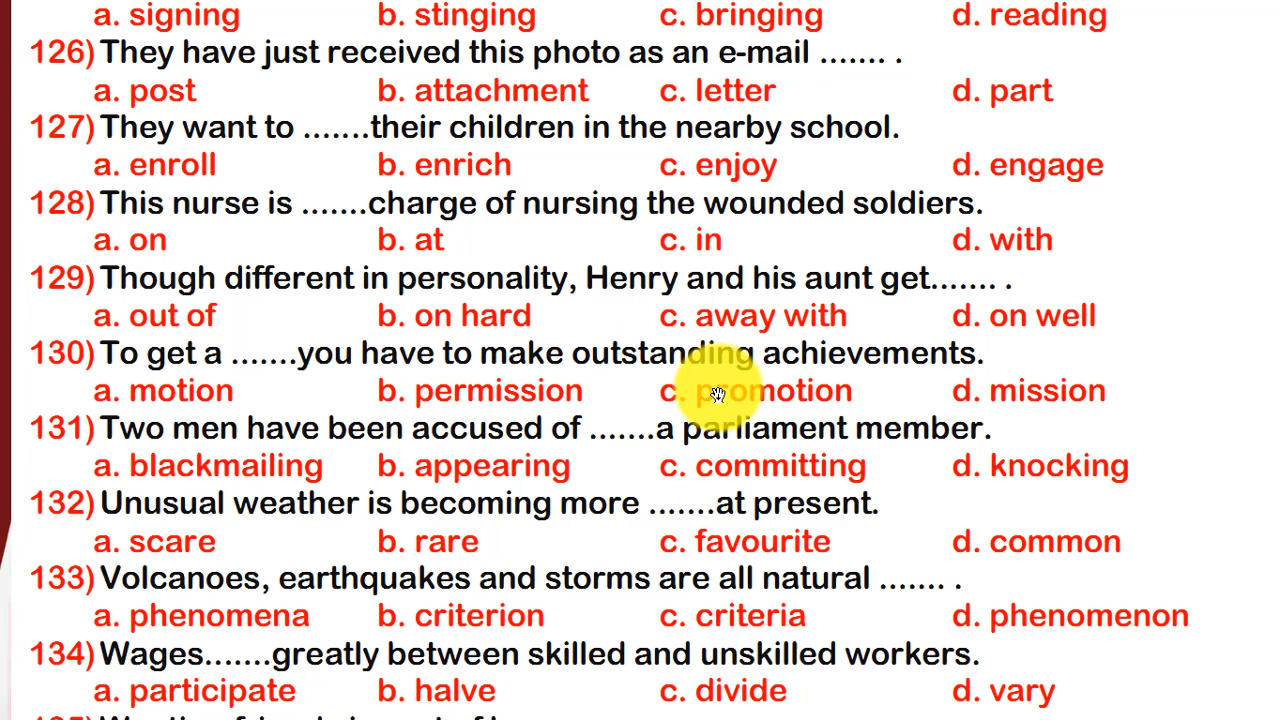 a. signing b. stinging c. bringing d. reading
126) They have just received this photo as an e-mail ....... .
a. post b. attachment c. letter d. part
127) They want to .......their children in the nearby school.
a. enroll b. enrich c. enjoy d. engage
128) This nurse is .......charge of nursing the wounded soldiers.
a. on b. at c. in d. with
129) Though different in personality, Henry and his aunt get....... .
a. out of b. on hard c. away with d. on well
130) To get a .......you have to make outstanding achievements.
a. motion b. permission c. promotion d. mission
131) Two men have been accused of .......a parliament member.
a. blackmailing b. appearing c. committing d. knocking
132) Unusual weather is becoming more .......at present.
a. scare b. rare c. favourite d. common
133) Volcanoes, earthquakes and storms are all natural ....... .
a. phenomena b. criterion c. criteria d. phenomenon
134) Wages.......greatly between skilled and unskilled workers.
a. participate b. halve c. divide d. vary